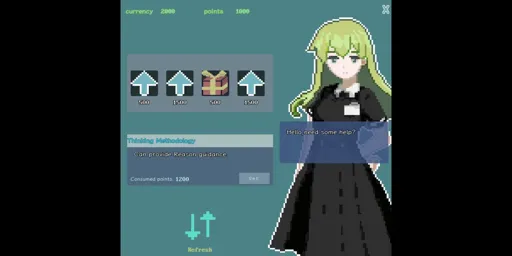 currency 2000 points 1000
X
500 1500 500 1500
Thinking Methodology
Can provide Reason guidance.
Hello need some help?
Consumed points: 1200
Refresh